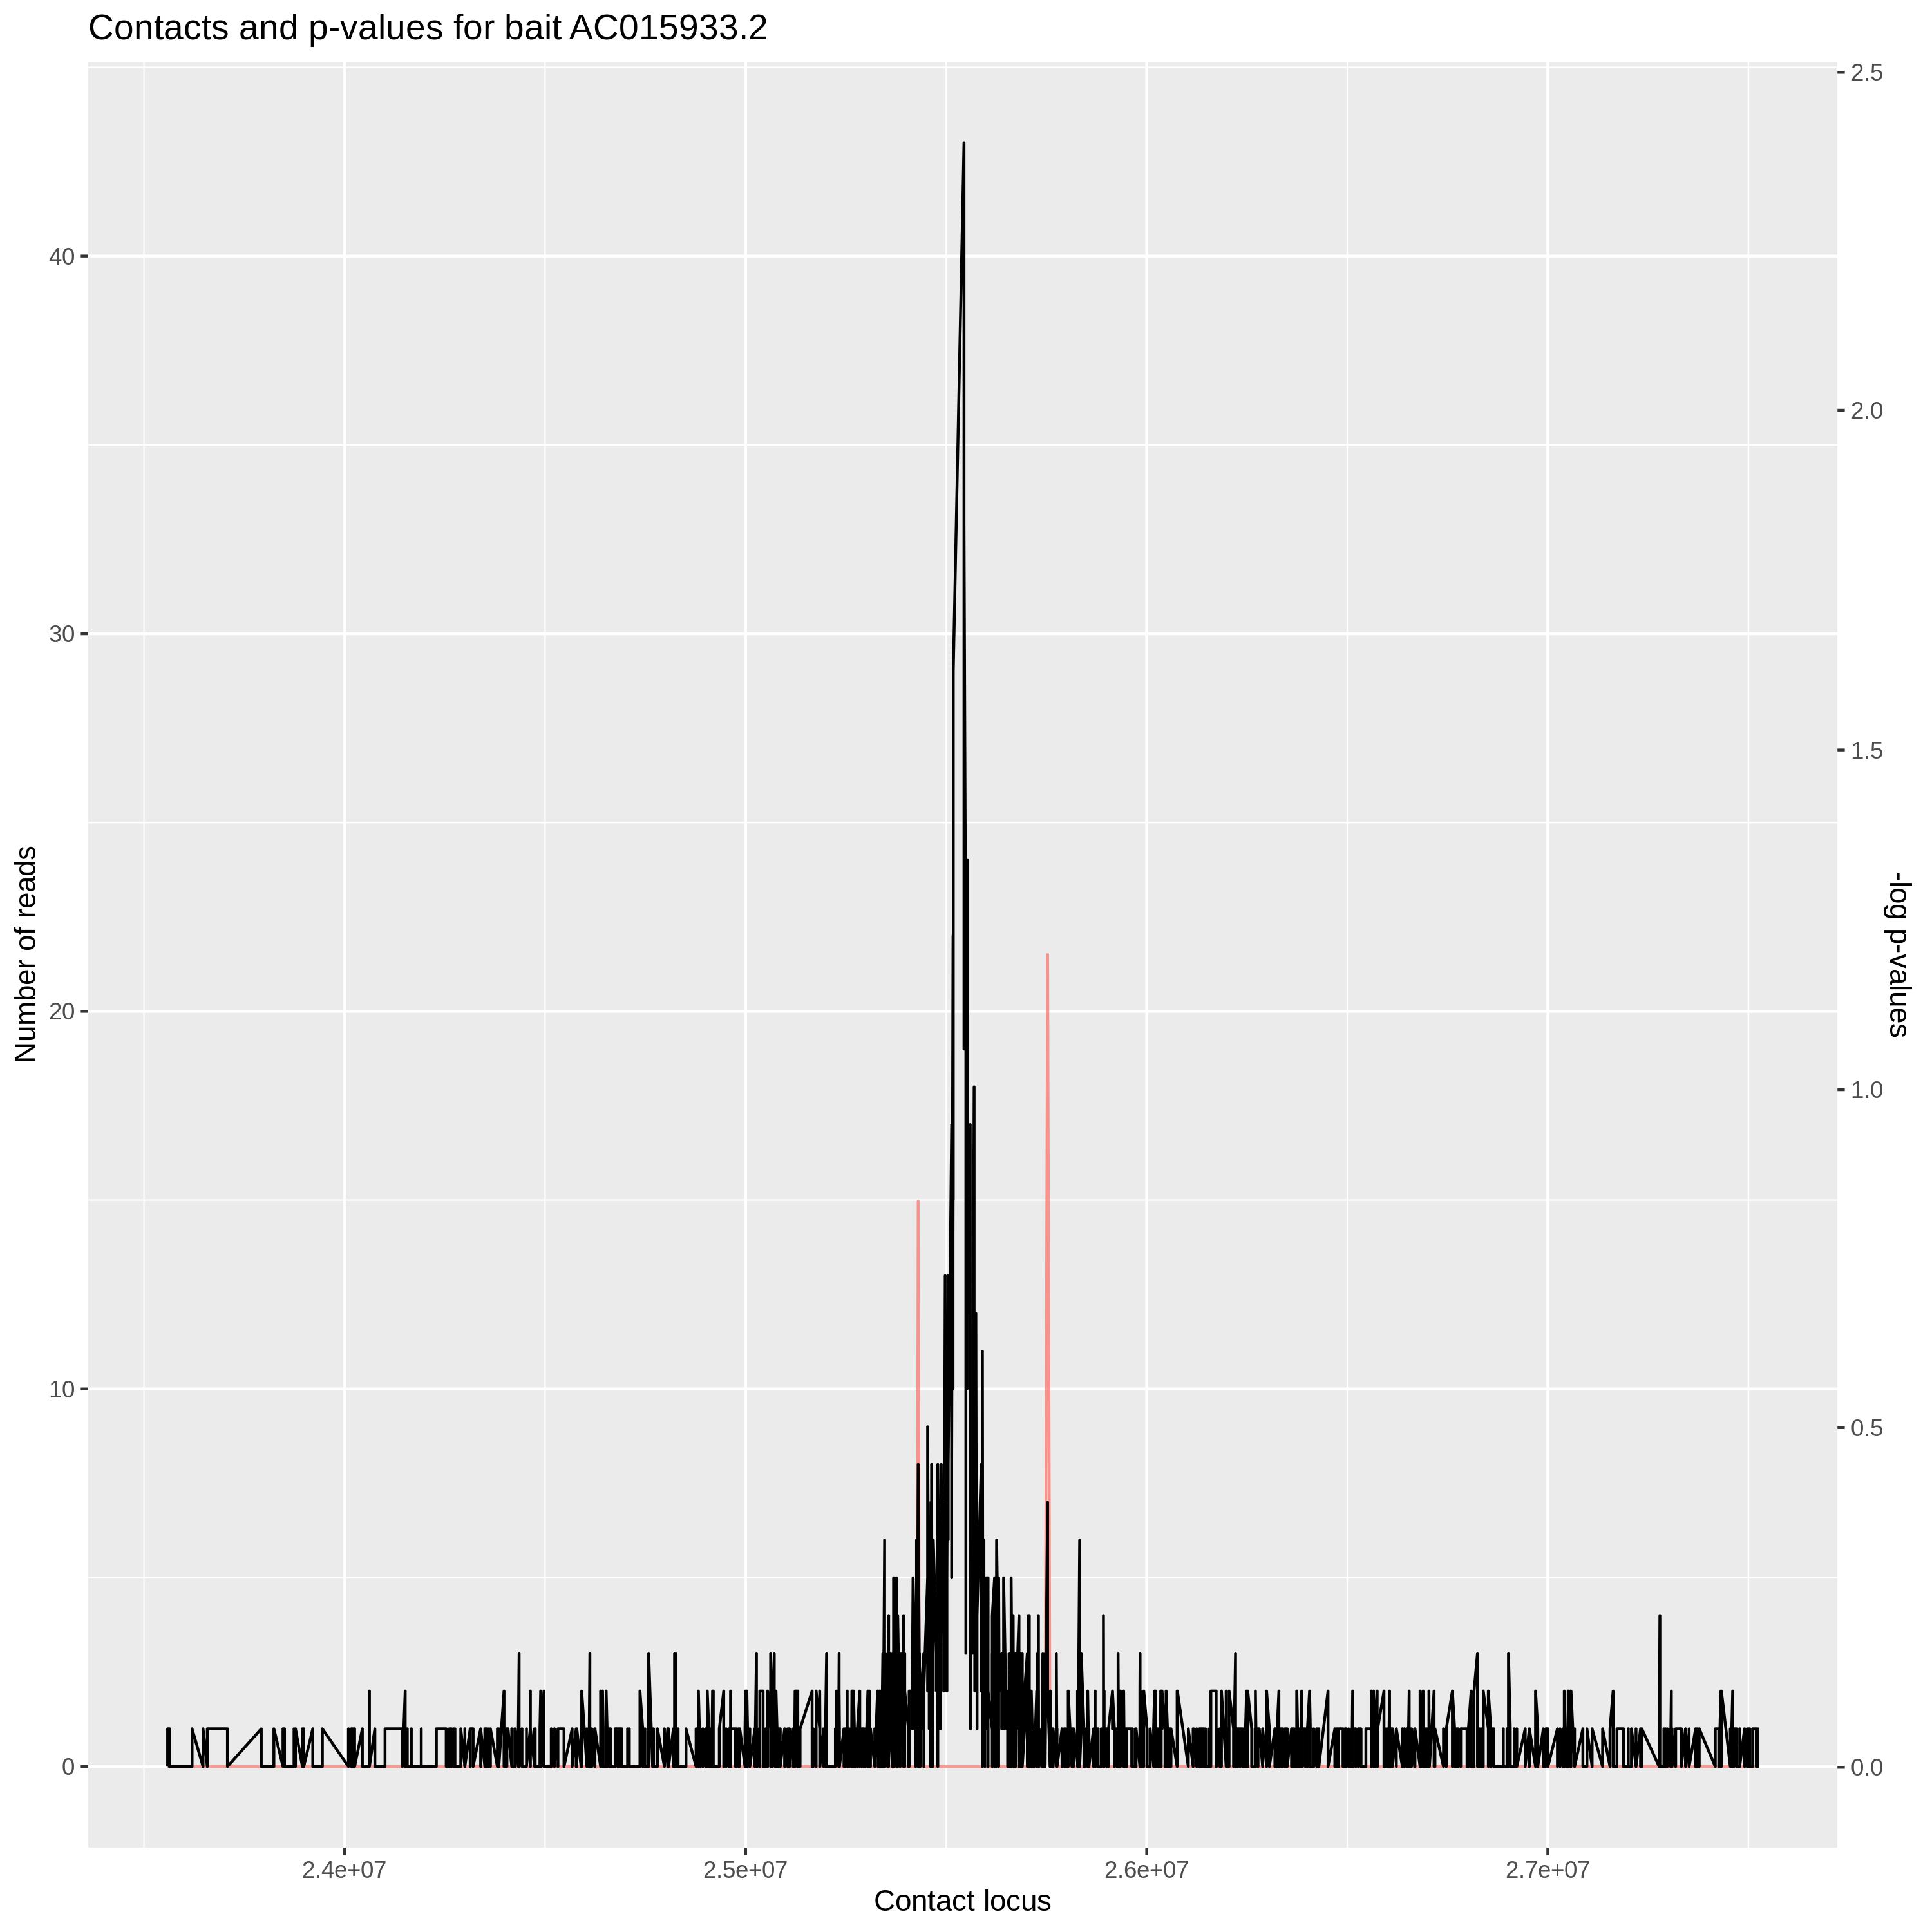 Contacts and p-values for bait AC015933.2
Number of reads
40
30
20
10
0
2.5
2.0
1.5
1.0
0.5
0.0
-log p-values
2.4e+07
2.5e+07
2.6e+07
2.7e+07
Contact locus